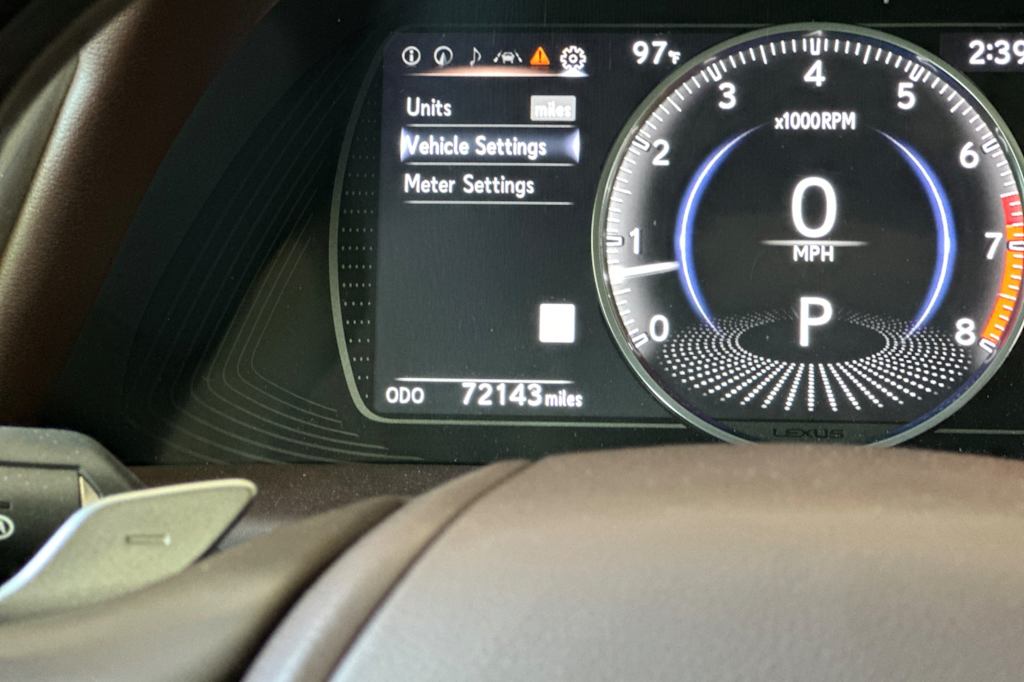 97°F
2:39
Units miles
Vehicle Settings
Meter Settings
ODO 72143 miles
x1000RPM
0
1
2
3
4
5
6
7
8
0
MPH
P
LEXUS